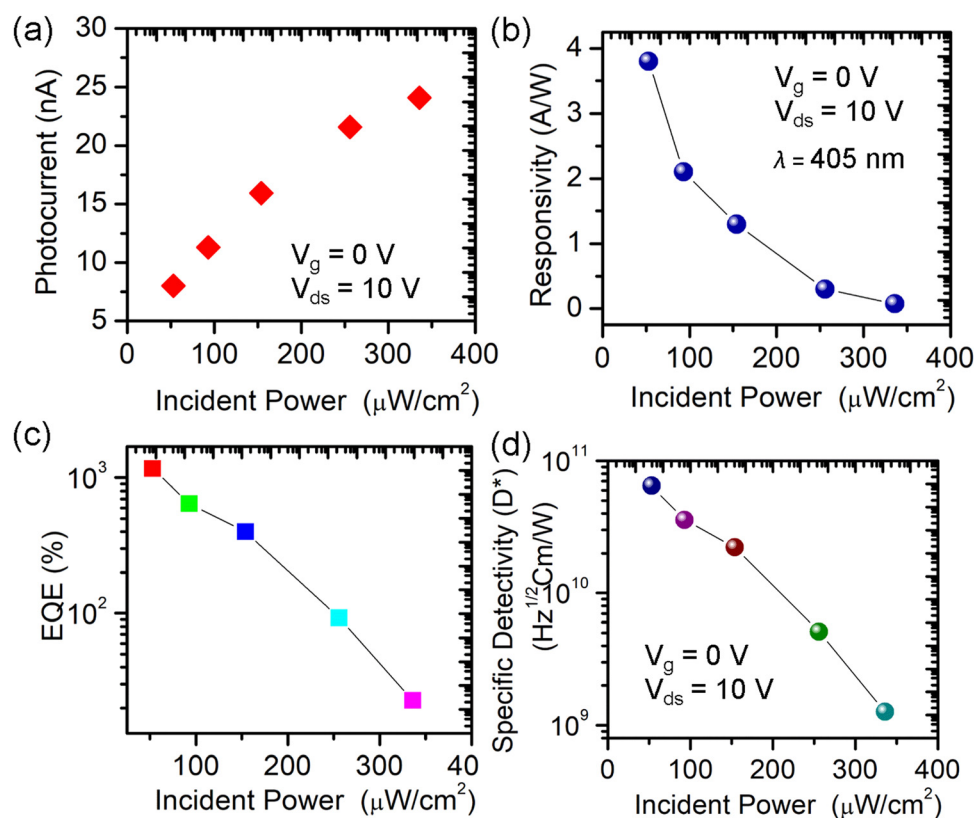 (a)
30
25
20
15
10
5
Photocurrent (nA)
V_g = 0 V
V_ds = 10 V
0 100 200 300 400
Incident Power (μW/cm²)
(b)
4
3
2
1
0
Responsivity (A/W)
V_g = 0 V
V_ds = 10 V
λ = 405 nm
0 100 200 300 400
Incident Power (μW/cm²)
(c)
10³
10²
EQE (%)
100 200 300 40
Incident Power (μW/cm²)
(d)
10¹¹
10¹⁰
10⁹
Specific Detectivity (D*)
(Hz^1/2Cm/W)
V_g = 0 V
V_ds = 10 V
0 100 200 300 400
Incident Power (μW/cm²)